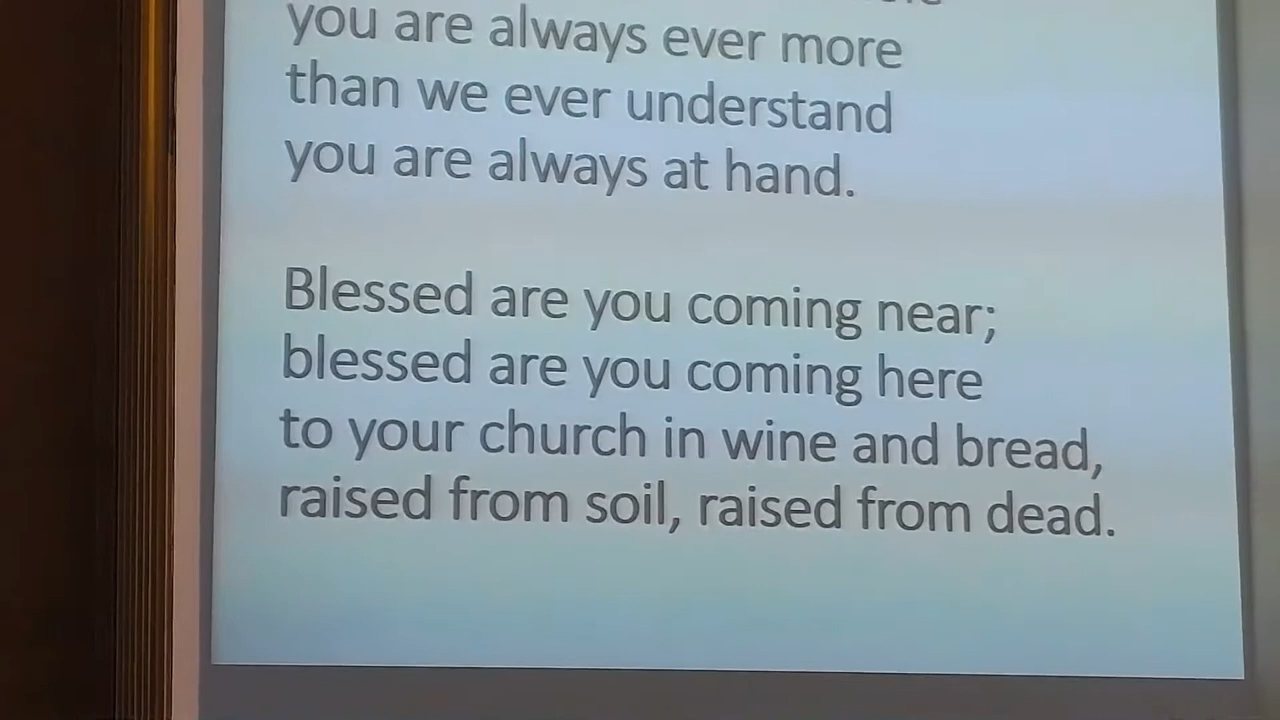 you are always ever more
than we ever understand
you are always at hand.
Blessed are you coming near;
blessed are you coming here
to your church in wine and bread,
raised from soil, raised from dead.